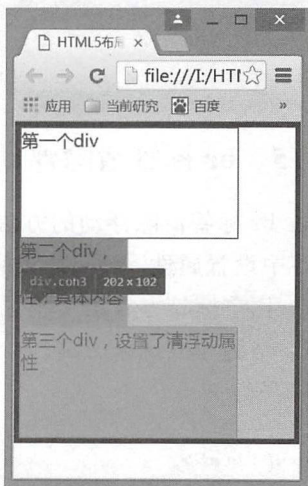 HTML5布局
file:///I:/HTM
应用 当前研究 百度 »
第一个div
第二个div，
div.con3 202×102
性，具体内容
第三个div，设置了清浮动属
性